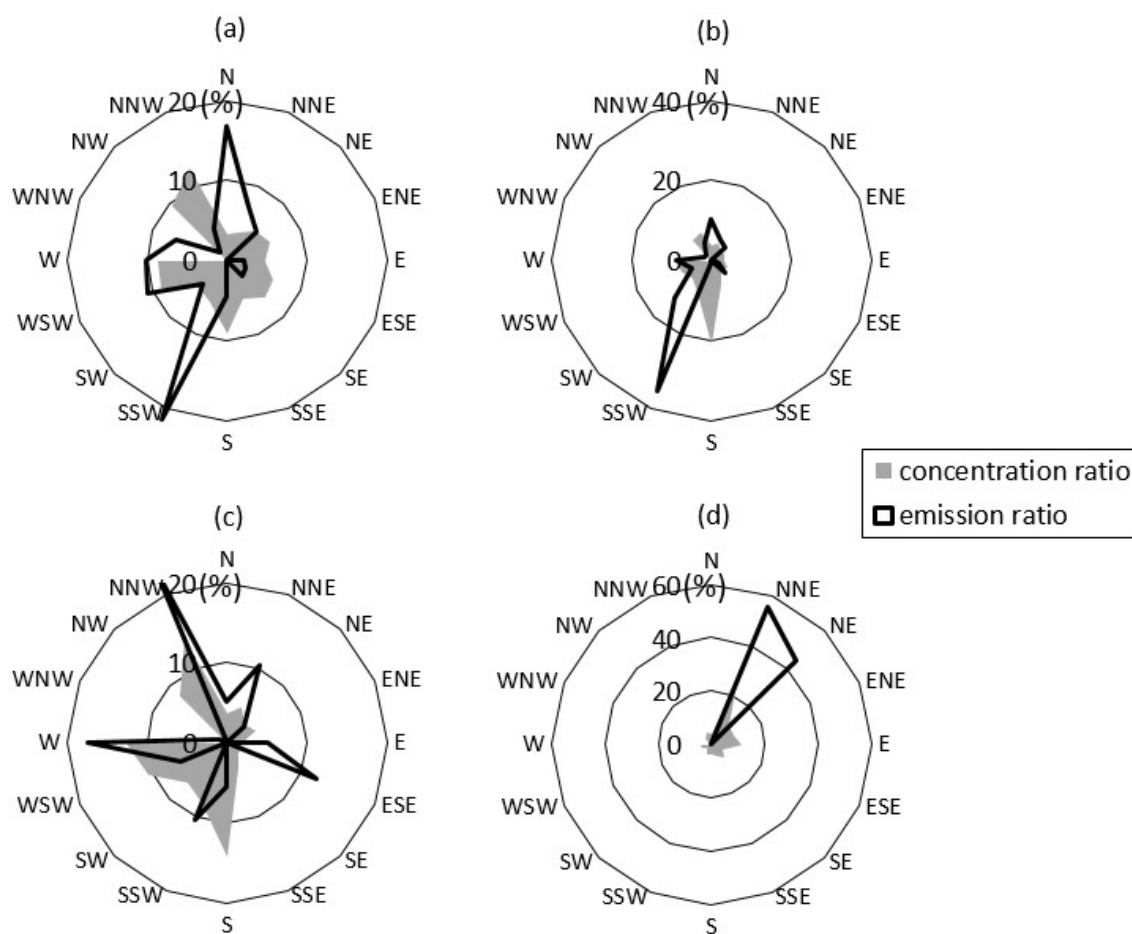 (a)
N
NNW
20 (%)
NNE
NW
NE
WNW
10
ENE
W
0
E
WSW
ESE
SW
SE
SSW
SSE
S
(b)
N
NNW
40 (%)
NNE
NW
NE
WNW
20
ENE
W
0
E
WSW
ESE
SW
SE
SSW
SSE
S
concentration ratio
emission ratio
(c)
N
NNW
20 (%)
NNE
NW
NE
WNW
10
ENE
W
0
E
WSW
ESE
SW
SE
SSW
SSE
S
(d)
N
NNW
60 (%)
NNE
NW
NE
40
WNW
ENE
20
W
0
E
WSW
ESE
SW
SE
SSW
SSE
S